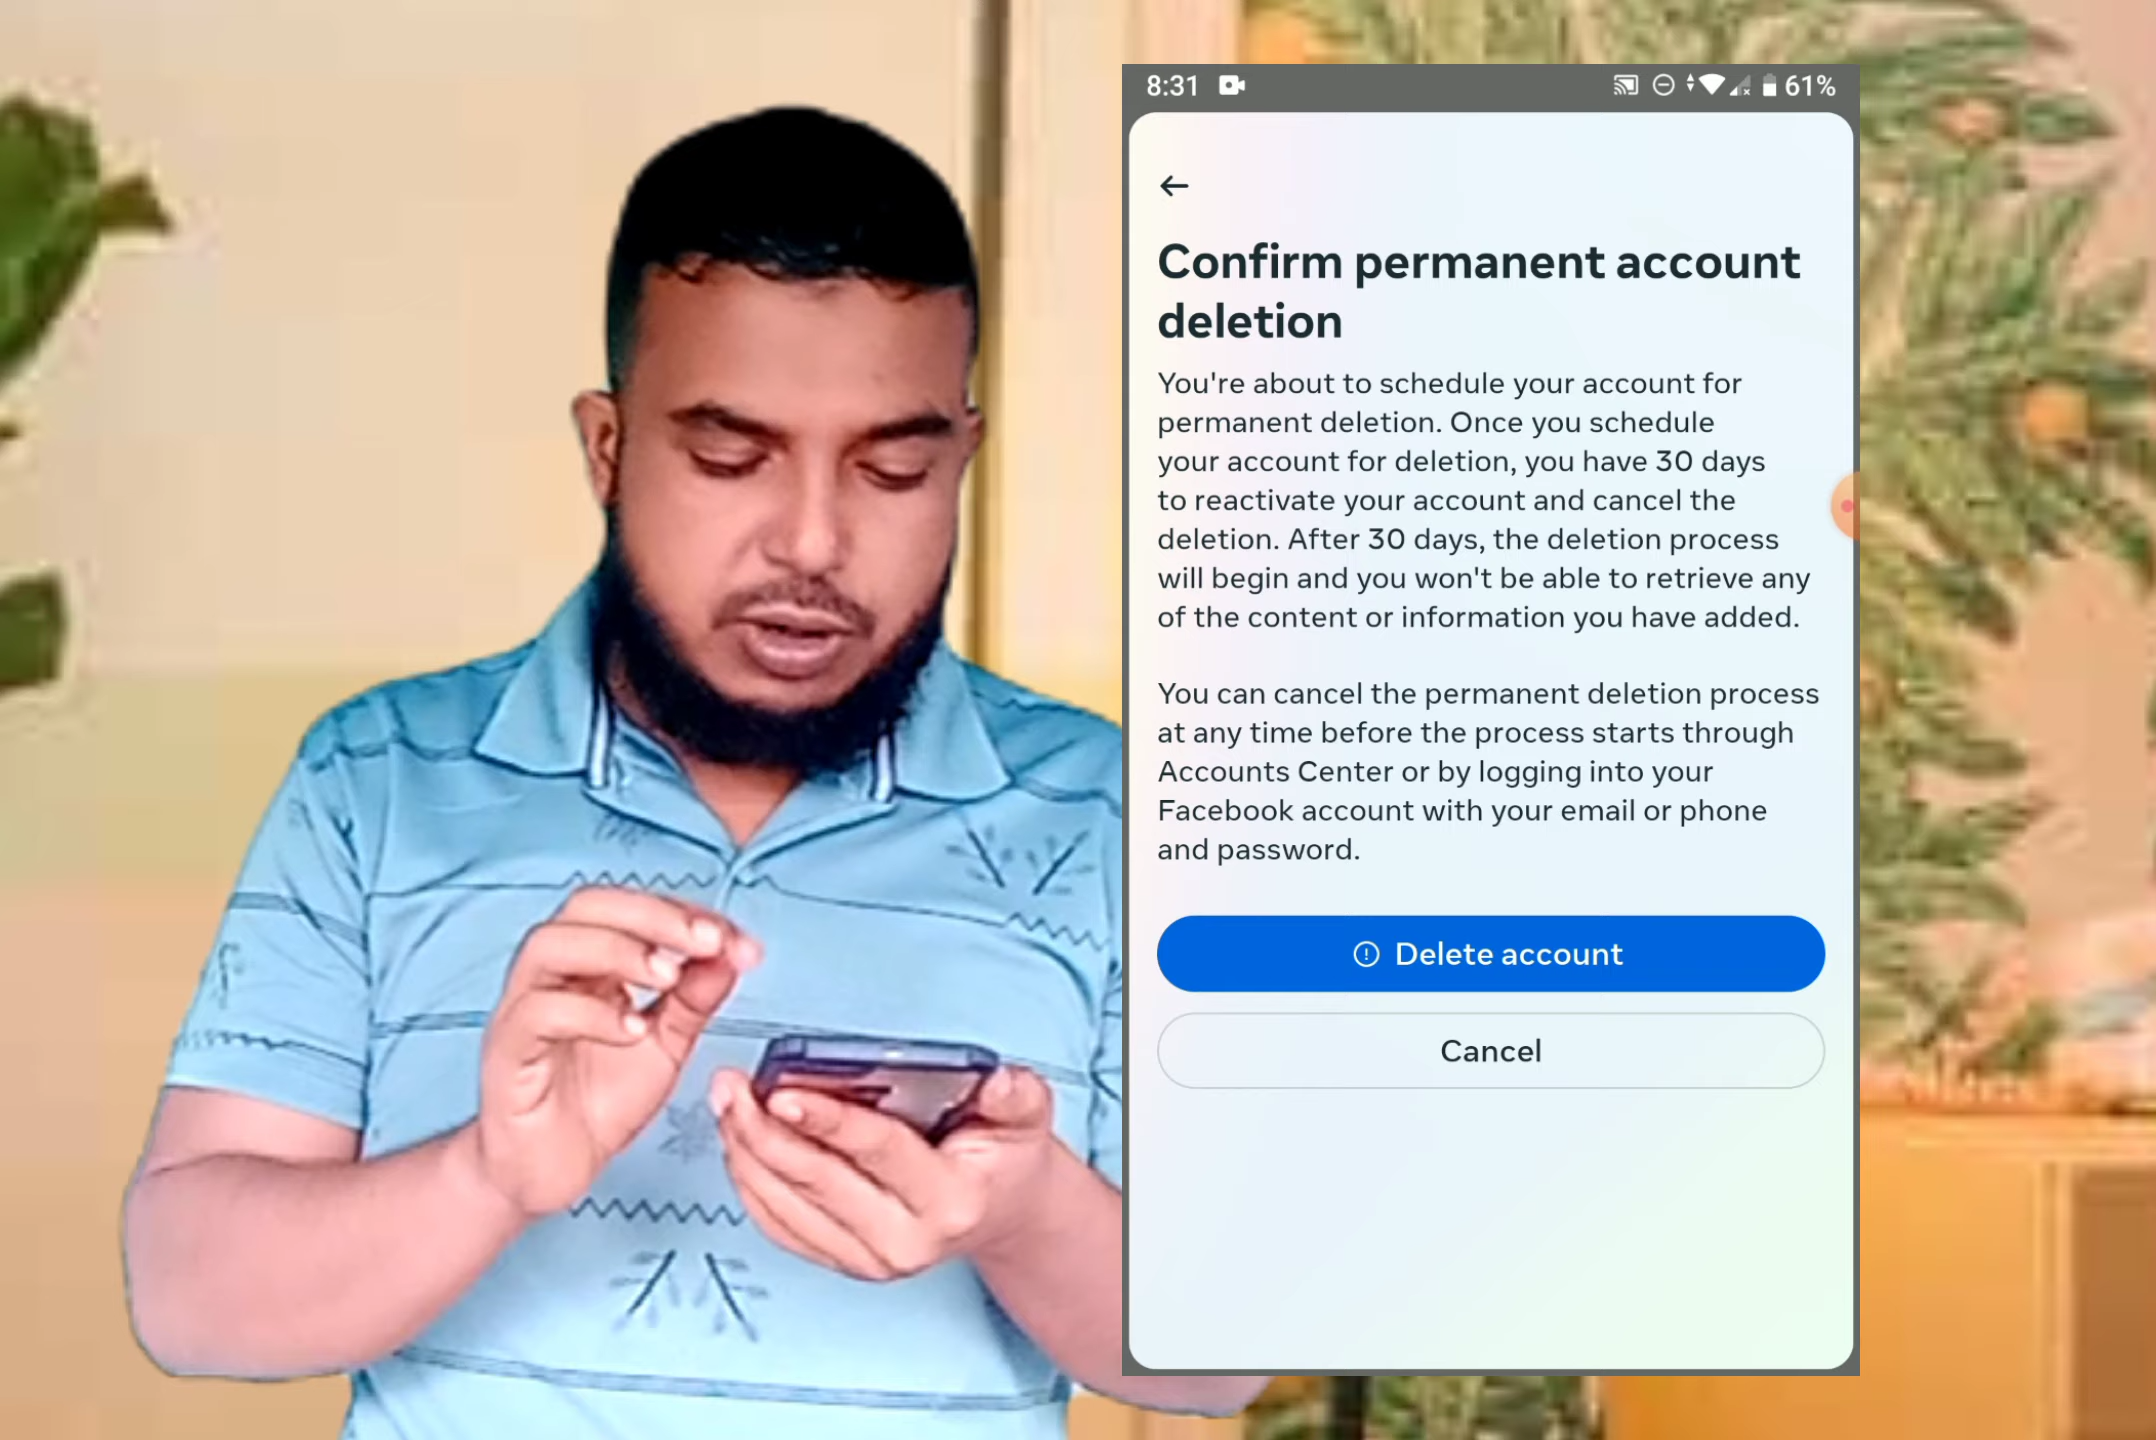 8:31
61%
Confirm permanent account
deletion
You're about to schedule your account for
permanent deletion. Once you schedule
your account for deletion, you have 30 days
to reactivate your account and cancel the
deletion. After 30 days, the deletion process
will begin and you won't be able to retrieve any
of the content or information you have added.
You can cancel the permanent deletion process
at any time before the process starts through
Accounts Center or by logging into your
Facebook account with your email or phone
and password.
Delete account
Cancel